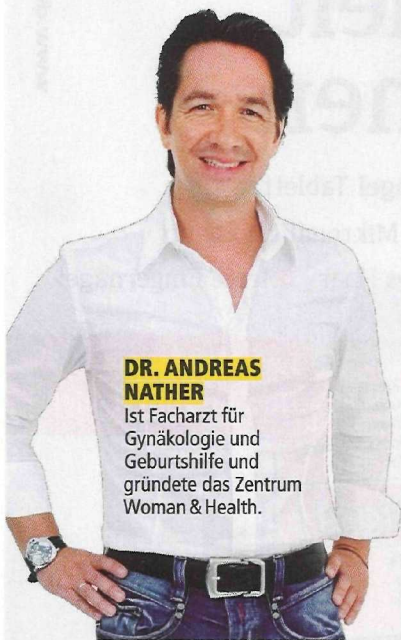 DR. ANDREAS
NATHER
Ist Facharzt für
Gynäkologie und
Geburtshilfe und
gründete das Zentrum
Woman & Health.